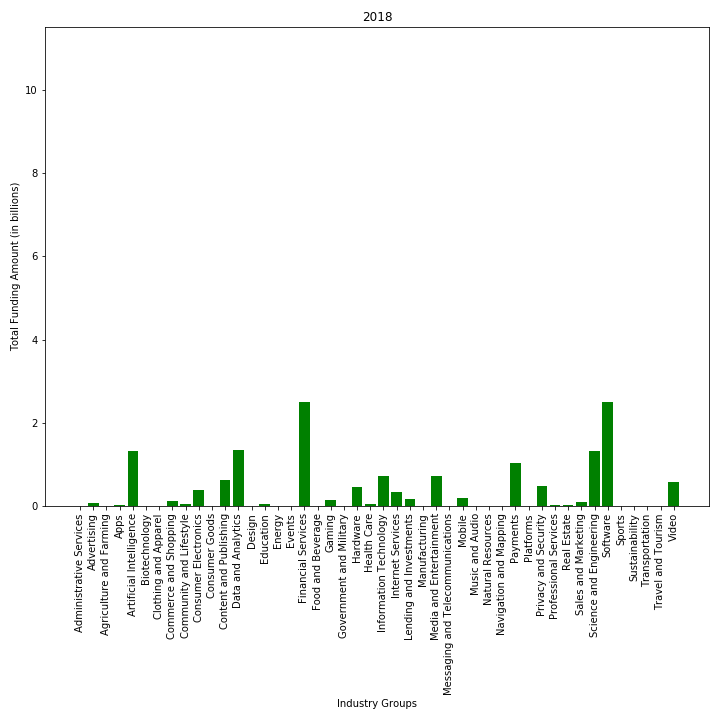 2018
Total Funding Amount (in billions)
10
8
6
4
2
0
Administrative Services
Advertising
Agriculture and Farming
Apps
Artificial Intelligence
Biotechnology
Clothing and Apparel
Commerce and Shopping
Community and Lifestyle
Consumer Electronics
Consumer Goods
Content and Publishing
Data and Analytics
Design
Education
Energy
Events
Financial Services
Food and Beverage
Gaming
Government and Military
Hardware
Health Care
Information Technology
Internet Services
Lending and Investments
Manufacturing
Media and Entertainment
Messaging and Telecommunications
Mobile
Music and Audio
Natural Resources
Navigation and Mapping
Payments
Platforms
Privacy and Security
Professional Services
Real Estate
Sales and Marketing
Science and Engineering
Software
Sports
Sustainability
Transportation
Travel and Tourism
Video
Industry Groups